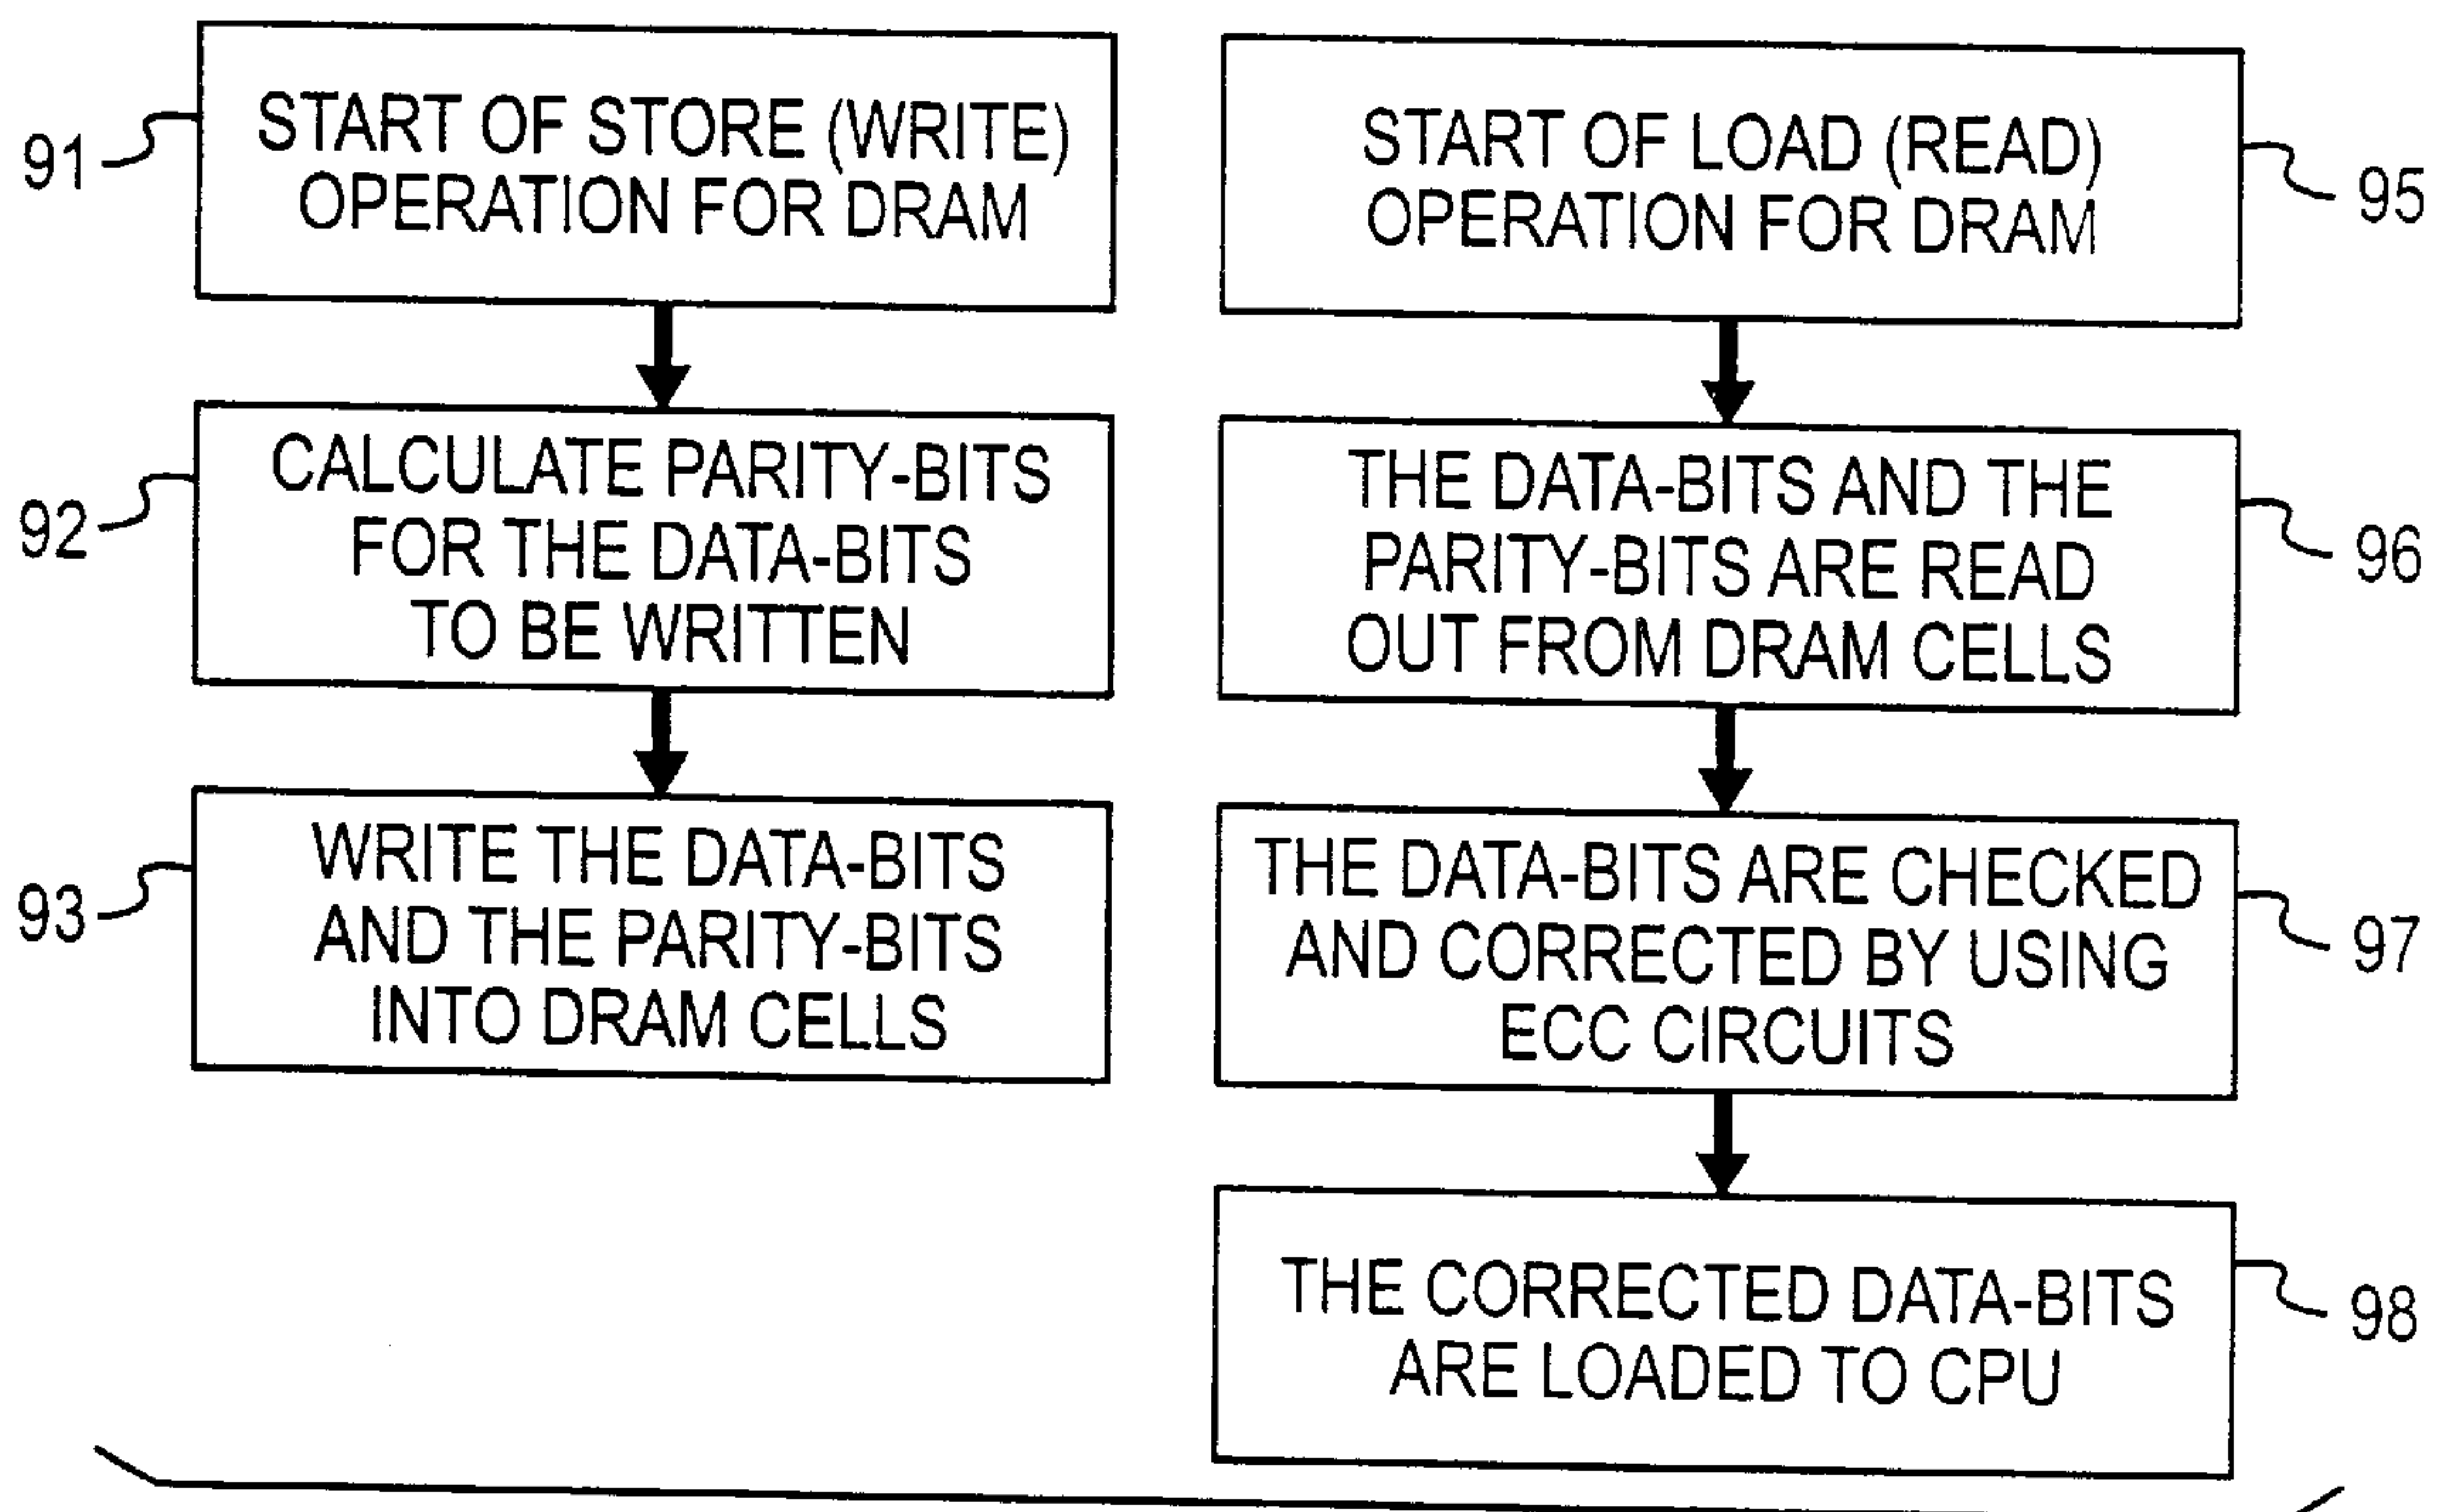 91
START OF STORE (WRITE)
OPERATION FOR DRAM
92
CALCULATE PARITY-BITS
FOR THE DATA-BITS
TO BE WRITTEN
93
WRITE THE DATA-BITS
AND THE PARITY-BITS
INTO DRAM CELLS
START OF LOAD (READ)
OPERATION FOR DRAM
95
THE DATA-BITS AND THE
PARITY-BITS ARE READ
OUT FROM DRAM CELLS
96
THE DATA-BITS ARE CHECKED
AND CORRECTED BY USING
ECC CIRCUITS
97
THE CORRECTED DATA-BITS
ARE LOADED TO CPU
98